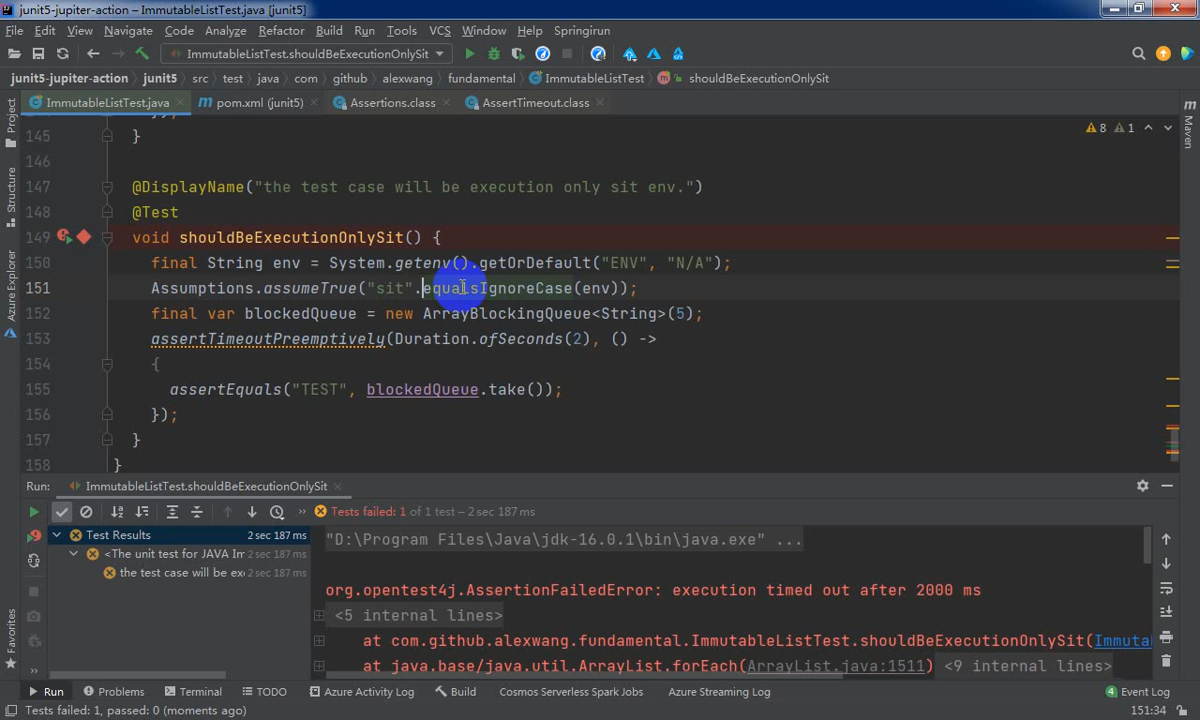 junit5-jupiter-action – ImmutableListTest.java [junit5]
File Edit View Navigate Code Analyze Refactor Build Run Tools VCS Window Help Springirun
ImmutableListTest.shouldBeExecutionOnlySit
junit5-jupiter-action junit5 src test java com github alexwang fundamental ImmutableListTest shouldBeExecutionOnlySit
ImmutableListTest.java pom.xml (junit5) Assertions.class AssertTimeout.class
Project
Structure
Azure Explorer
Favorites
Maven
8 1
145 }
146
147 @DisplayName("the test case will be execution only sit env.")
148 @Test
149 void shouldBeExecutionOnlySit() {
150 final String env = System.getenv().getOrDefault("ENV", "N/A");
151 Assumptions.assumeTrue("sit".equalsIgnoreCase(env));
152 final var blockedQueue = new ArrayBlockingQueue<String>(5);
153 assertTimeoutPreemptively(Duration.ofSeconds(2), () ->
154 {
155 assertEquals("TEST", blockedQueue.take());
156 });
157 }
158 }
Run: ImmutableListTest.shouldBeExecutionOnlySit
Tests failed: 1 of 1 test – 2 sec 187 ms
Test Results 2 sec 187 ms
<The unit test for JAVA Im 2 sec 187 ms
the test case will be exe 2 sec 187 ms
"D:\Program Files\Java\jdk-16.0.1\bin\java.exe" ...
org.opentest4j.AssertionFailedError: execution timed out after 2000 ms
<5 internal lines>
at com.github.alexwang.fundamental.ImmutableListTest.shouldBeExecutionOnlySit(Immuta
at java.base/java.util.ArrayList.forEach(ArrayList.java:1511) <9 internal lines>
Run Problems Terminal TODO Azure Activity Log Build Cosmos Serverless Spark Jobs Azure Streaming Log 4 Event Log
Tests failed: 1, passed: 0 (moments ago) 151:34